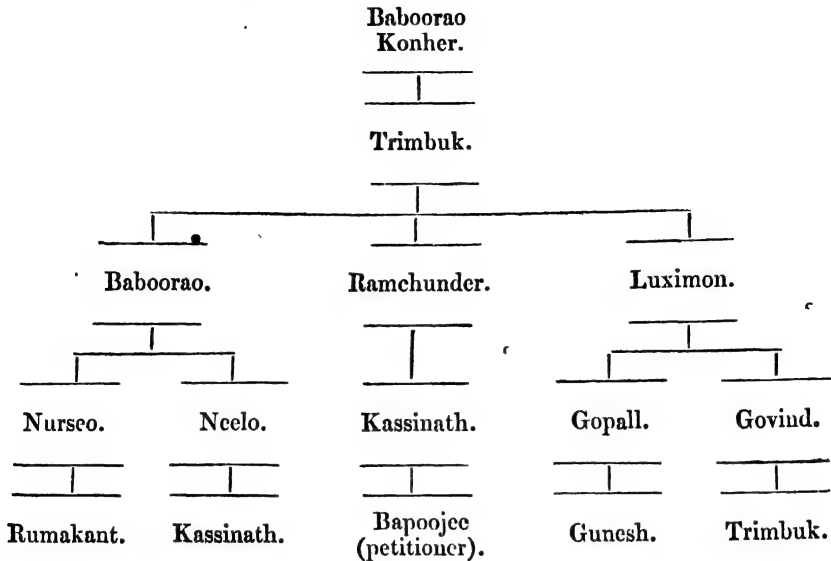 Baboorao
Konher.
Trimbuk.
Baboorao. Ramchunder. Luximon.
Nurseo. Neelo. Kassinath. Gopall. Govind.
Rumakant. Kassinath. Bapoojee
(petitioner). Gunesh. Trimbuk.